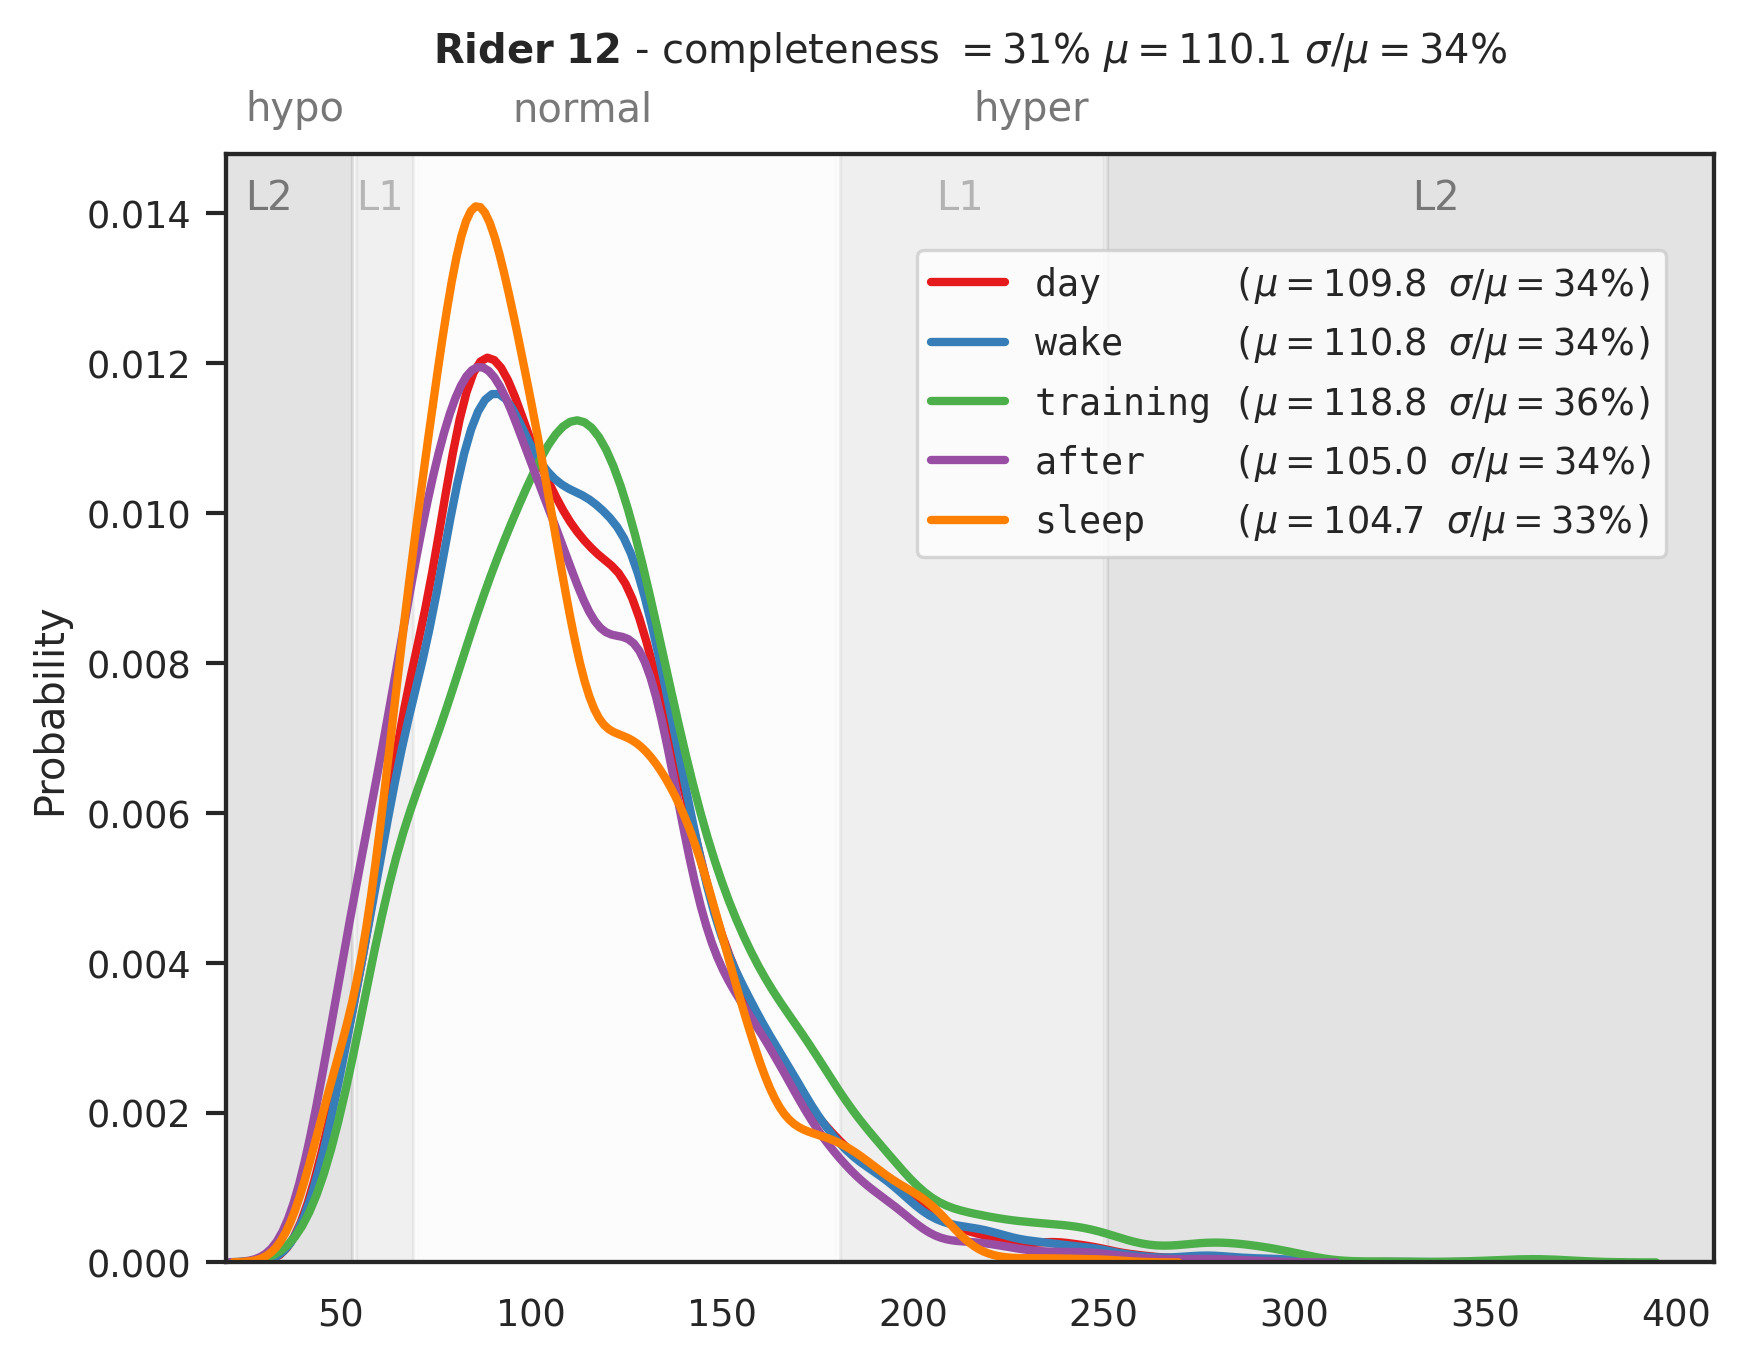 Rider 12 - completeness = 31% μ = 110.1 σ/μ = 34%
hypo normal hyper
L2 L1 L1 L2
day (μ = 109.8 σ/μ = 34%)
wake (μ = 110.8 σ/μ = 34%)
training (μ = 118.8 σ/μ = 36%)
after (μ = 105.0 σ/μ = 34%)
sleep (μ = 104.7 σ/μ = 33%)
Probability
0.014
0.012
0.010
0.008
0.006
0.004
0.002
0.000
50 100 150 200 250 300 350 400